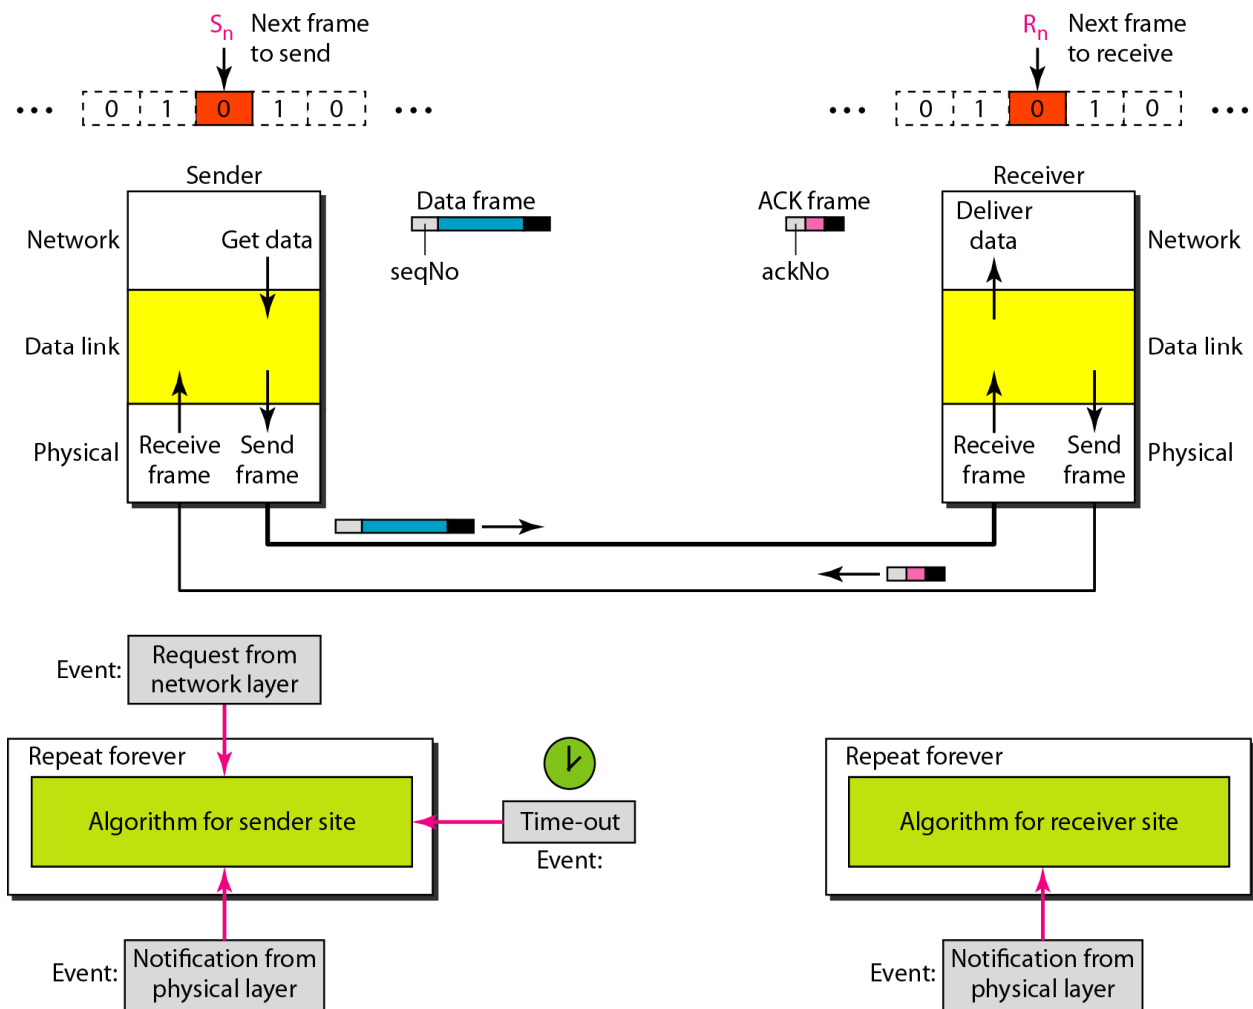 Sn Next frame
to send
Rn Next frame
to receive
••• 0 1 0 1 0 •••
••• 0 1 0 1 0 •••
Sender
Receiver
Data frame
seqNo
ACK frame
ackNo
Network
Get data
Deliver
data
Network
Data link
Data link
Physical
Receive
frame
Send
frame
Receive
frame
Send
frame
Physical
Event:
Request from
network layer
Repeat forever
Algorithm for sender site
Time-out
Event:
Repeat forever
Algorithm for receiver site
Event:
Notification from
physical layer
Event:
Notification from
physical layer